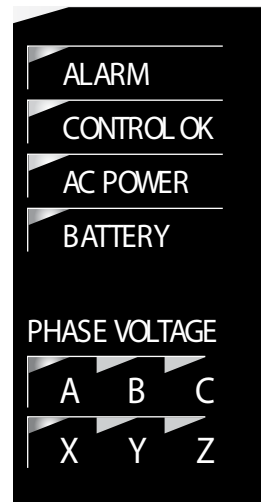 ALARM
CONTROL OK
AC POWER
BATTERY
PHASE VOLTAGE
A B C
X Y Z